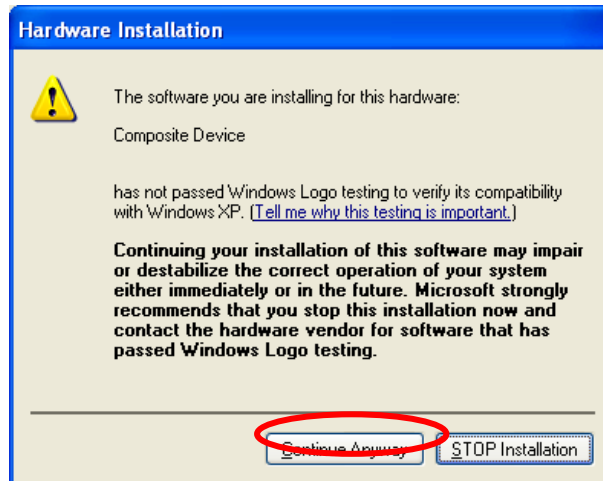 Hardware Installation
The software you are installing for this hardware:
Composite Device
has not passed Windows Logo testing to verify its compatibility
with Windows XP. (Tell me why this testing is important.)
Continuing your installation of this software may impair
or destabilize the correct operation of your system
either immediately or in the future. Microsoft strongly
recommends that you stop this installation now and
contact the hardware vendor for software that has
passed Windows Logo testing.
Continue Anyway
STOP Installation